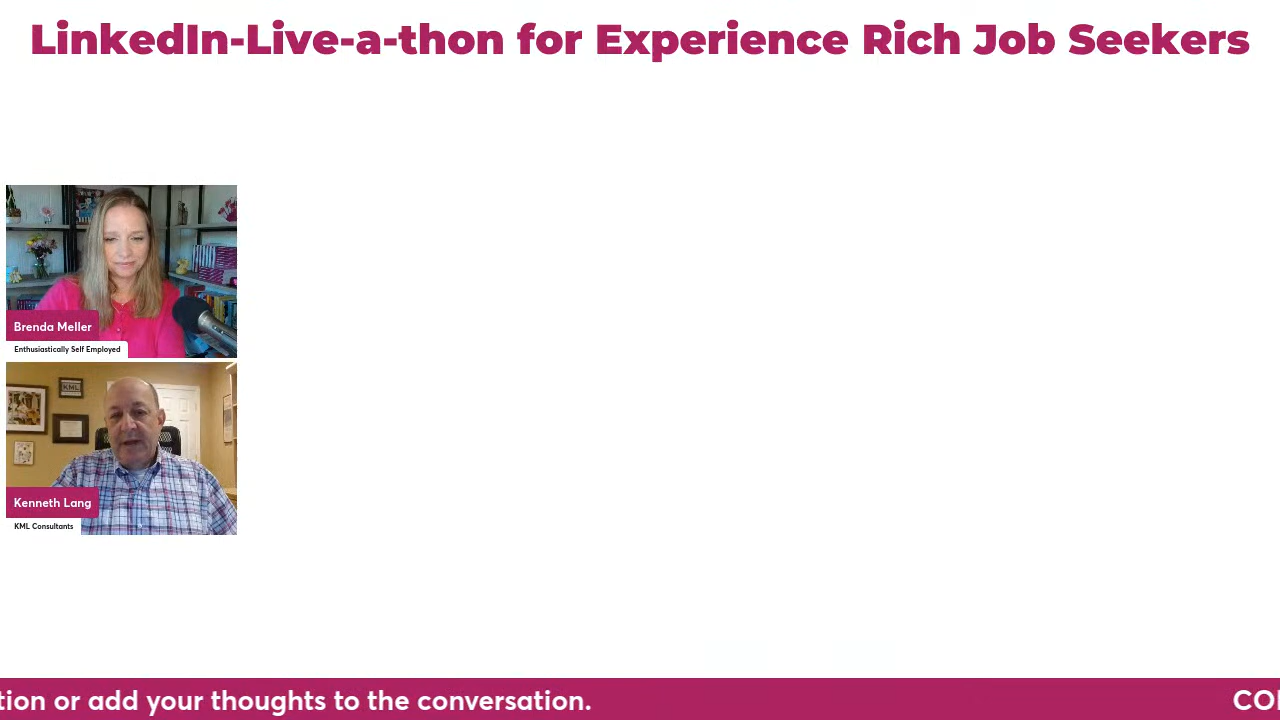 LinkedIn-Live-a-thon for Experience Rich Job Seekers
Brenda Meller
Enthusiastically Self Employed
KML
Kenneth Lang
KML Consultants
tion or add your thoughts to the conversation.